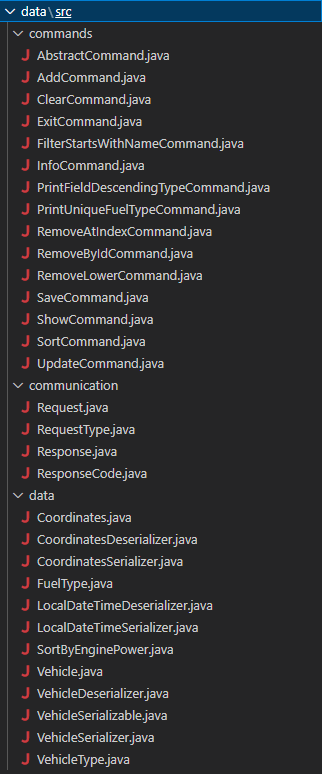 data\src
commands
AbstractCommand.java
AddCommand.java
ClearCommand.java
ExitCommand.java
FilterStartsWithNameCommand.java
InfoCommand.java
PrintFieldDescendingTypeCommand.java
PrintUniqueFuelTypeCommand.java
RemoveAtIndexCommand.java
RemoveByIdCommand.java
RemoveLowerCommand.java
SaveCommand.java
ShowCommand.java
SortCommand.java
UpdateCommand.java
communication
Request.java
RequestType.java
Response.java
ResponseCode.java
data
Coordinates.java
CoordinatesDeserializer.java
CoordinatesSerializer.java
FuelType.java
LocalDateTimeDeserializer.java
LocalDateTimeSerializer.java
SortByEnginePower.java
Vehicle.java
VehicleDeserializer.java
VehicleSerializable.java
VehicleSerializer.java
VehicleType.java